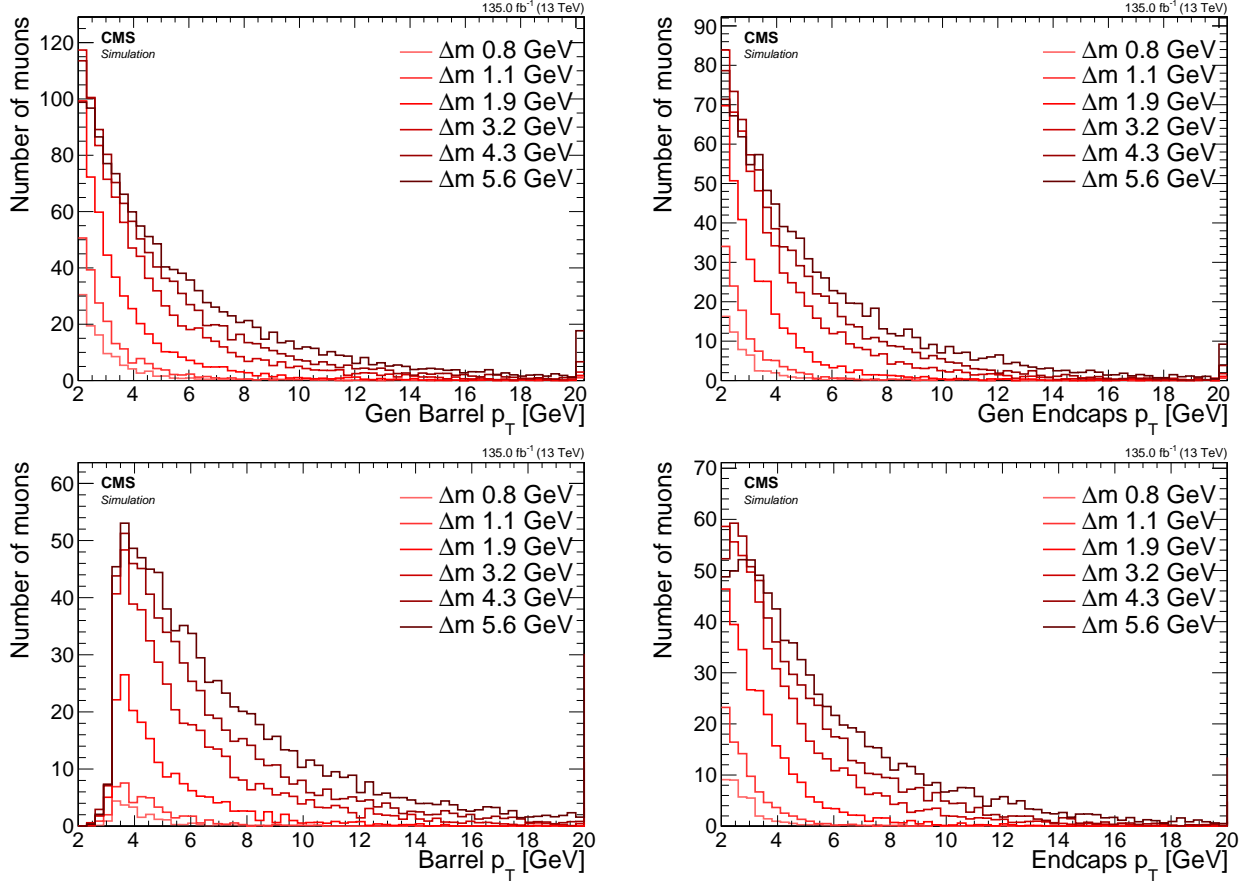 135.0 fb⁻¹ (13 TeV)
CMS
Simulation
Number of muons
120
100
80
60
40
20
0
Δm 0.8 GeV
Δm 1.1 GeV
Δm 1.9 GeV
Δm 3.2 GeV
Δm 4.3 GeV
Δm 5.6 GeV
2 4 6 8 10 12 14 16 18 20
Gen Barrel p_T [GeV]
135.0 fb⁻¹ (13 TeV)
CMS
Simulation
Number of muons
90
80
70
60
50
40
30
20
10
0
Δm 0.8 GeV
Δm 1.1 GeV
Δm 1.9 GeV
Δm 3.2 GeV
Δm 4.3 GeV
Δm 5.6 GeV
2 4 6 8 10 12 14 16 18 20
Gen Endcaps p_T [GeV]
135.0 fb⁻¹ (13 TeV)
CMS
Simulation
Number of muons
60
50
40
30
20
10
0
Δm 0.8 GeV
Δm 1.1 GeV
Δm 1.9 GeV
Δm 3.2 GeV
Δm 4.3 GeV
Δm 5.6 GeV
2 4 6 8 10 12 14 16 18 20
Barrel p_T [GeV]
135.0 fb⁻¹ (13 TeV)
CMS
Simulation
Number of muons
70
60
50
40
30
20
10
0
Δm 0.8 GeV
Δm 1.1 GeV
Δm 1.9 GeV
Δm 3.2 GeV
Δm 4.3 GeV
Δm 5.6 GeV
2 4 6 8 10 12 14 16 18 20
Endcaps p_T [GeV]